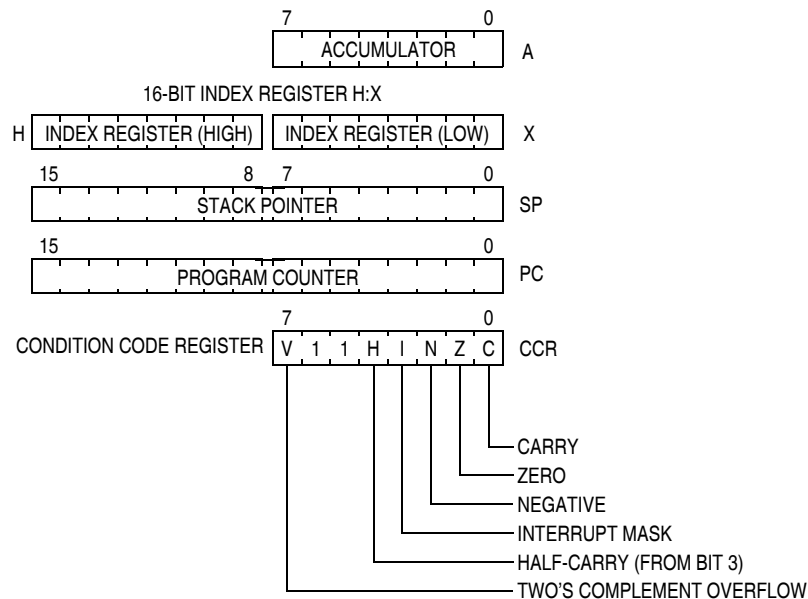 7 0
ACCUMULATOR A
16-BIT INDEX REGISTER H:X
H INDEX REGISTER (HIGH) INDEX REGISTER (LOW) X
15 8 7 0
STACK POINTER SP
15 0
PROGRAM COUNTER PC
7 0
CONDITION CODE REGISTER V 1 1 H I N Z C CCR
CARRY
ZERO
NEGATIVE
INTERRUPT MASK
HALF-CARRY (FROM BIT 3)
TWO'S COMPLEMENT OVERFLOW